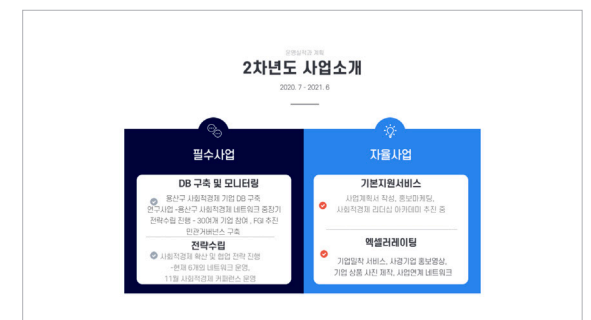 운영실적과 계획
2차년도 사업소개
2020. 7 - 2021. 6
필수사업
DB 구축 및 모니터링
용산구 사회적경제 기업 DB 구축
연구사업 -용산구 사회적경제 네트워크 중장기
전략수립 진행 - 30여개 기업 참여 , FGI 추진
민관거버넌스 구축
전략수립
사회적경제 확산 및 협업 전략 진행
-현재 6개의 네트워크 운영,
11월 사회적경제 컨퍼런스 운영
자율사업
기본지원서비스
사업계획서 작성, 홍보마케팅,
사회적경제 리더십 아카데미 추진 중
엑셀러레이팅
기업밀착 서비스, 사경기업 홍보영상,
기업 상품 사진 제작, 사업연계 네트워크